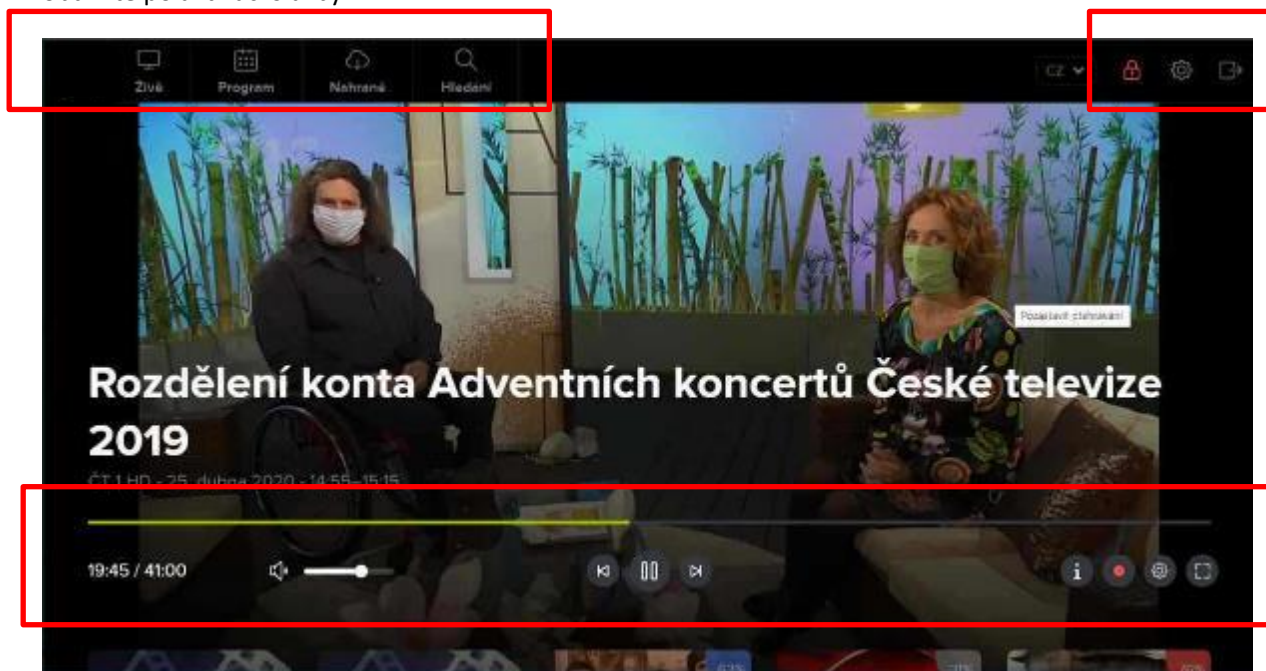 Živě Program Nahrané Hledání CZ
Pozastavit přehrávání
Rozdělení konta Adventních koncertů České televize
2019
ČT 1 HD - 25. dubna 2020 - 14:55–15:15
19:45 / 41:00
63%